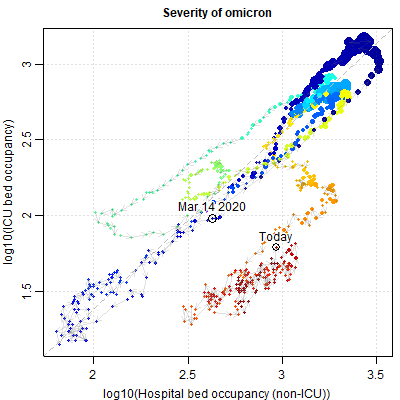 Severity of omicron
log10(ICU bed occupancy)
3
2.5
2
1.5
Mar 14 2020
Today
2
2.5
3
3.5
log10(Hospital bed occupancy (non-ICU))